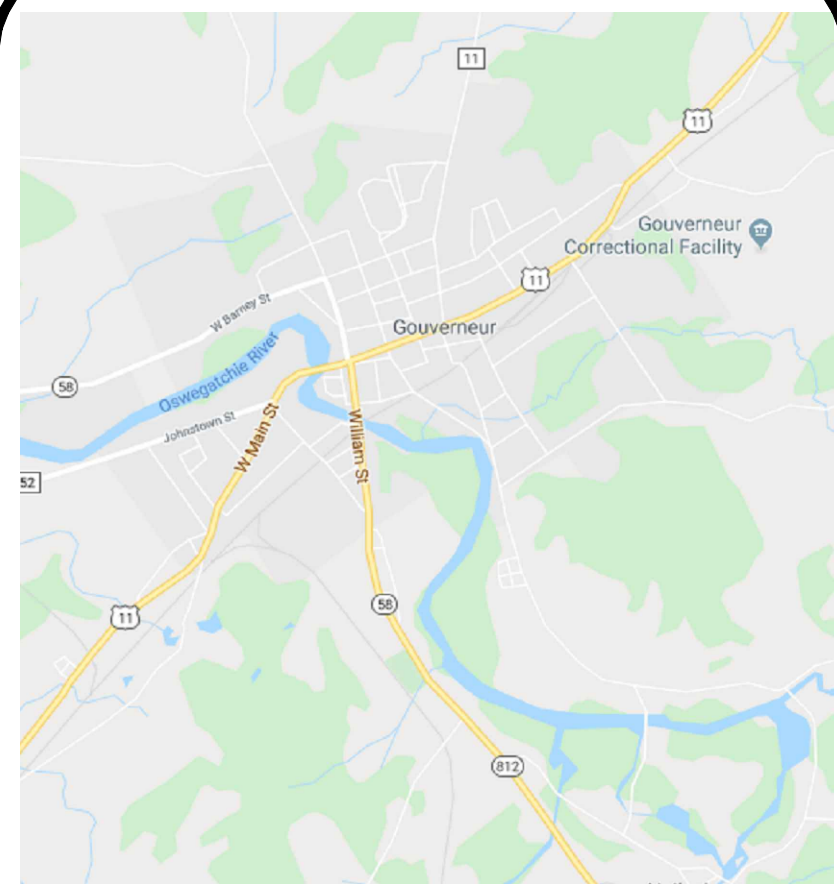 11
11
Gouverneur
Correctional Facility
11
W Barney St
Gouverneur
58
Oswegatchie River
Johnstown St
W Main St
William St
52
58
11
812